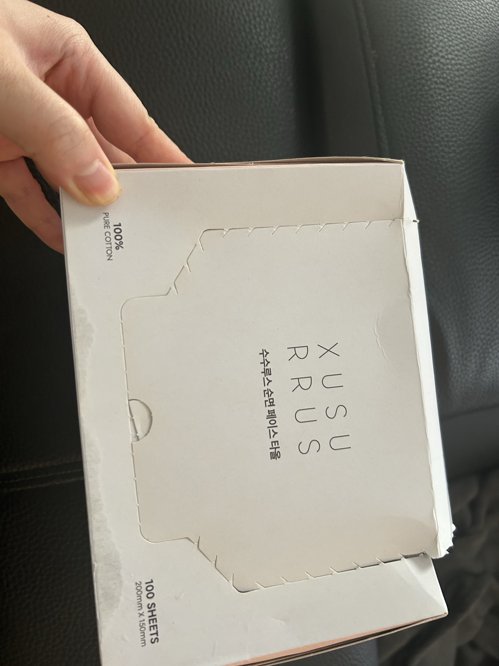 100%
PURE COTTON
XUSU
RRUS
수수루스 순면 페이스 타올
100 SHEETS
200mm X 150mm